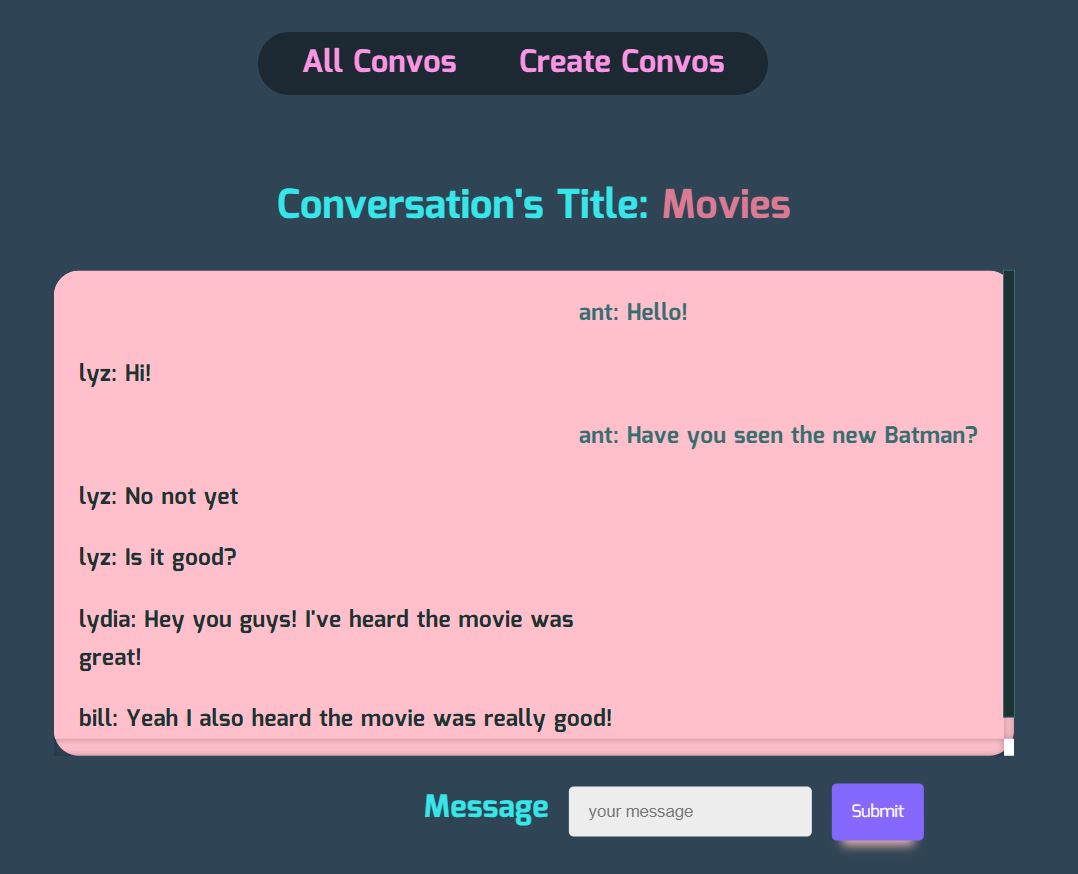 All Convos Create Convos
Conversation's Title: Movies
ant: Hello!
lyz: Hi!
ant: Have you seen the new Batman?
lyz: No not yet
lyz: Is it good?
lydia: Hey you guys! I've heard the movie was
great!
bill: Yeah I also heard the movie was really good!
Message your message Submit